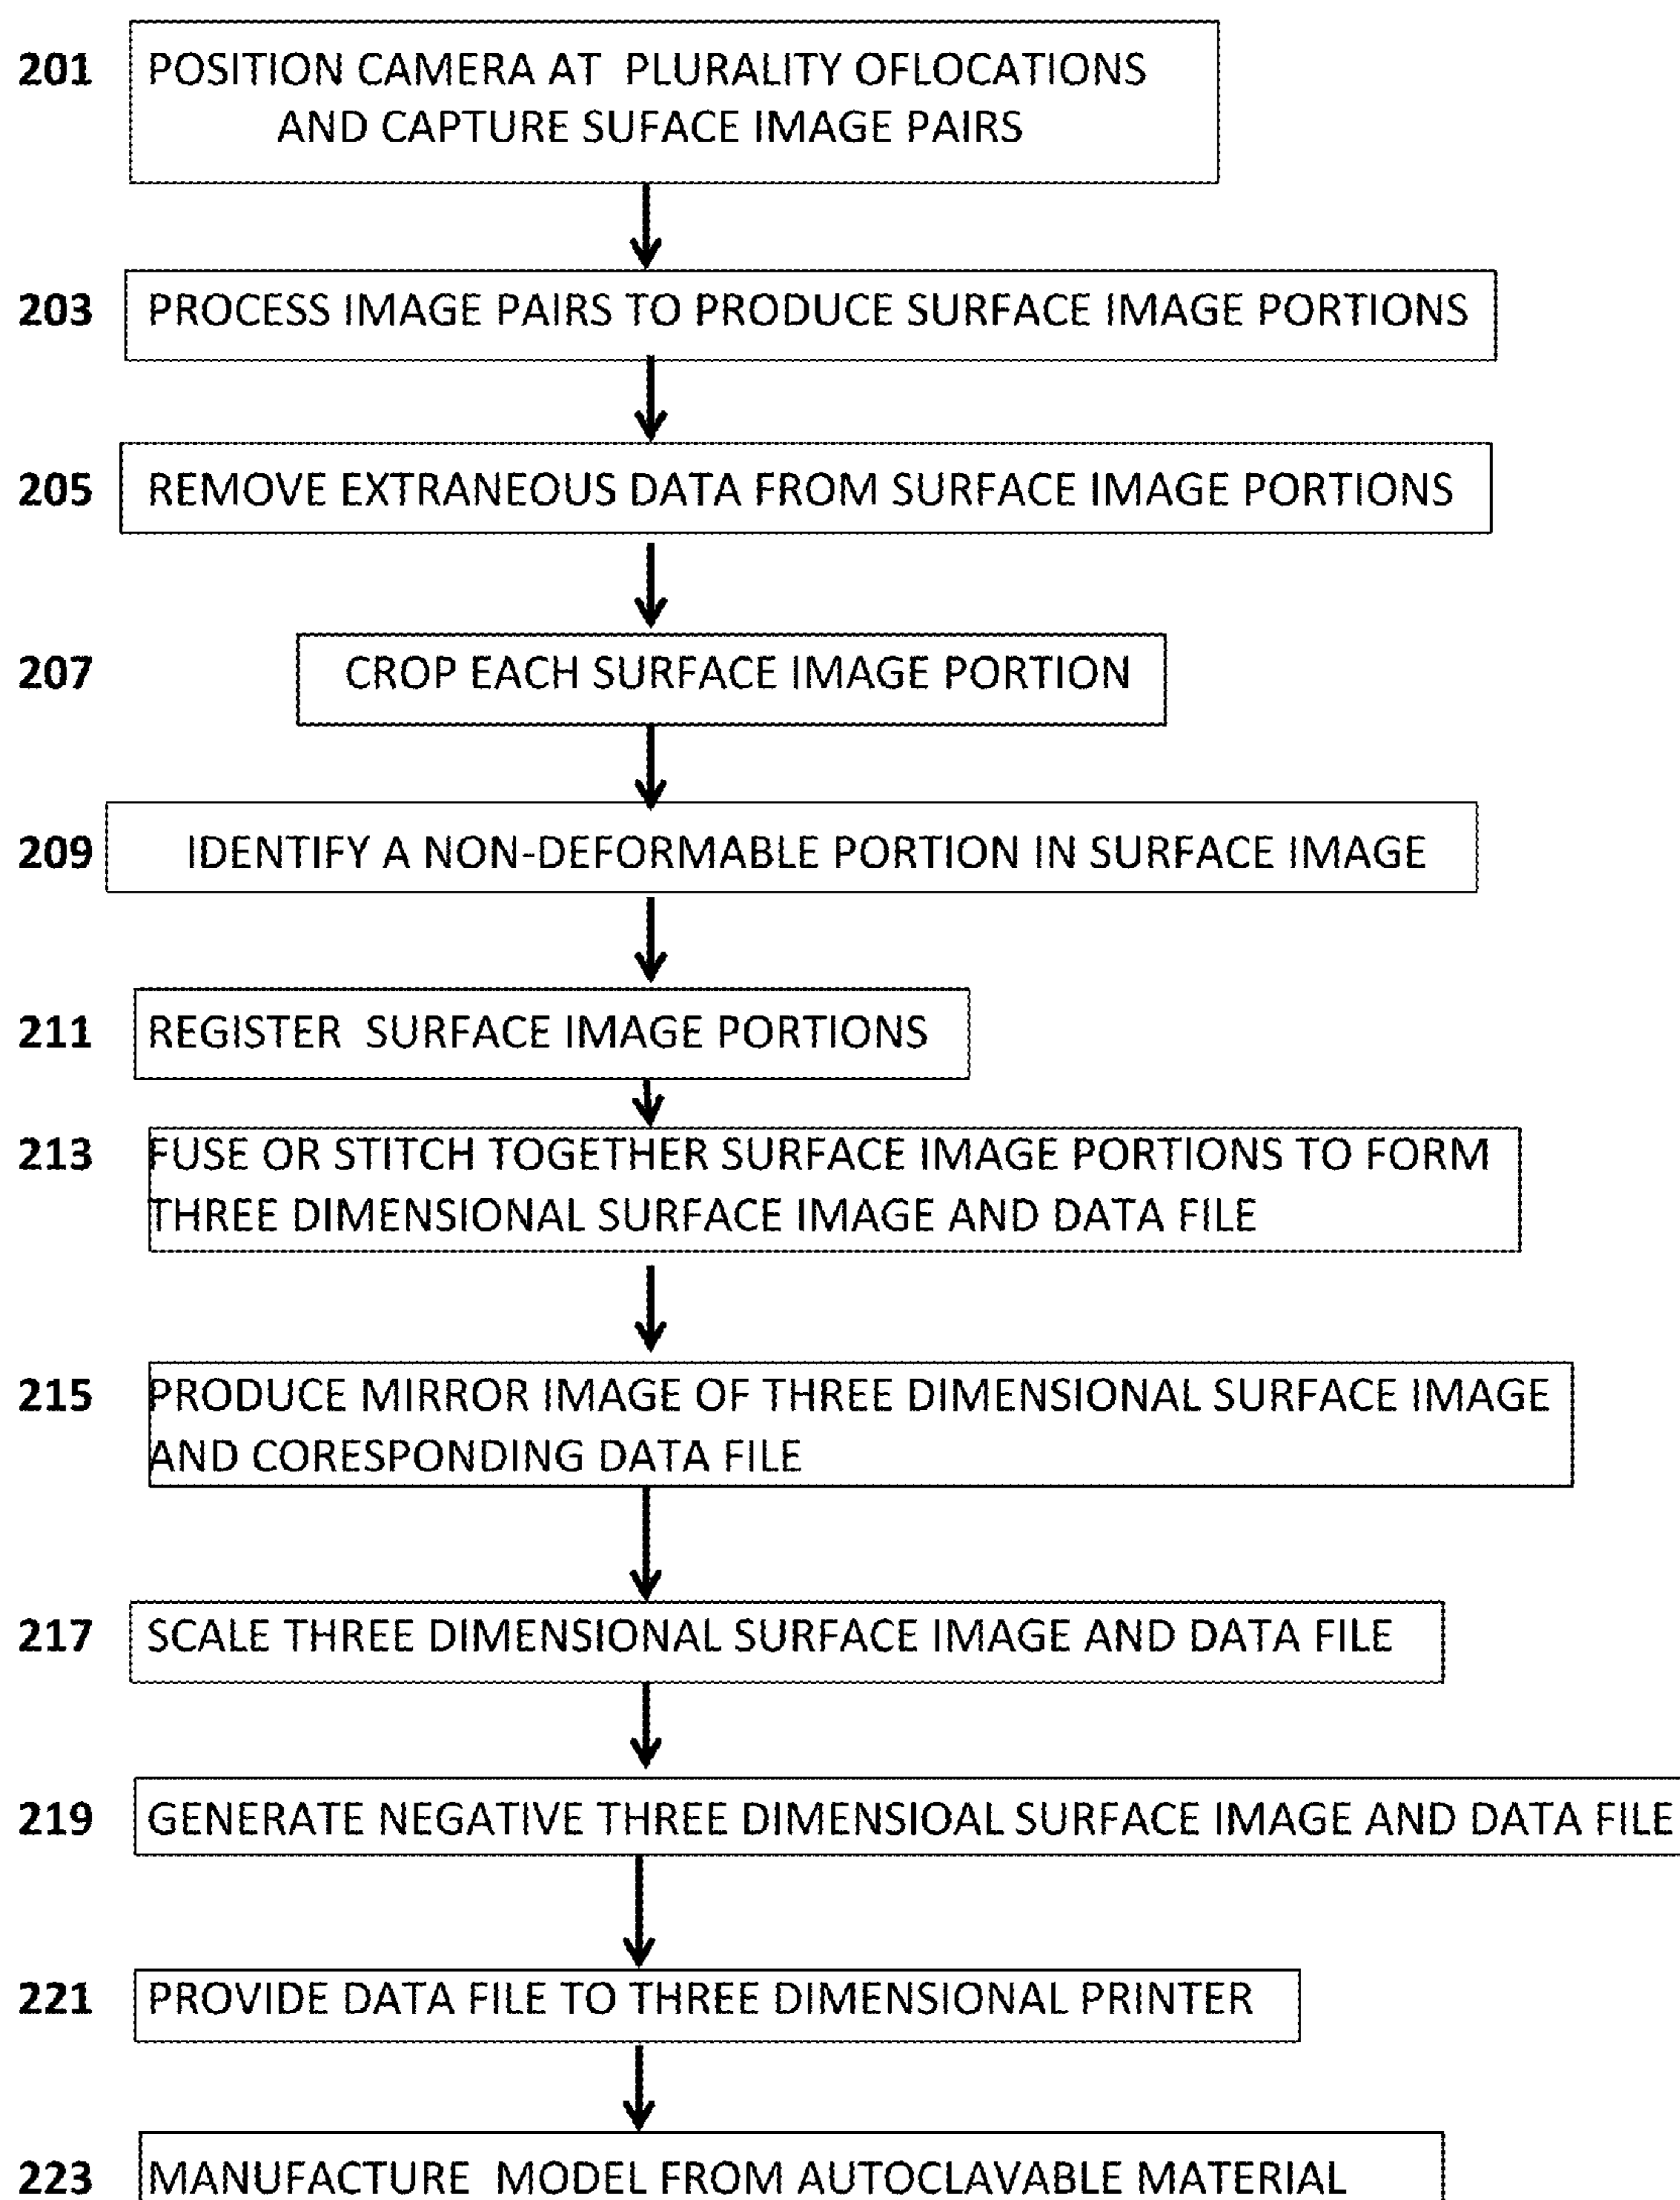 201 POSITION CAMERA AT PLURALITY OFLOCATIONS
AND CAPTURE SUFACE IMAGE PAIRS
203 PROCESS IMAGE PAIRS TO PRODUCE SURFACE IMAGE PORTIONS
205 REMOVE EXTRANEOUS DATA FROM SURFACE IMAGE PORTIONS
207 CROP EACH SURFACE IMAGE PORTION
209 IDENTIFY A NON-DEFORMABLE PORTION IN SURFACE IMAGE
211 REGISTER SURFACE IMAGE PORTIONS
213 FUSE OR STITCH TOGETHER SURFACE IMAGE PORTIONS TO FORM
THREE DIMENSIONAL SURFACE IMAGE AND DATA FILE
215 PRODUCE MIRROR IMAGE OF THREE DIMENSIONAL SURFACE IMAGE
AND CORESPONDING DATA FILE
217 SCALE THREE DIMENSIONAL SURFACE IMAGE AND DATA FILE
219 GENERATE NEGATIVE THREE DIMENSIOAL SURFACE IMAGE AND DATA FILE
221 PROVIDE DATA FILE TO THREE DIMENSIONAL PRINTER
223 MANUFACTURE MODEL FROM AUTOCLAVABLE MATERIAL